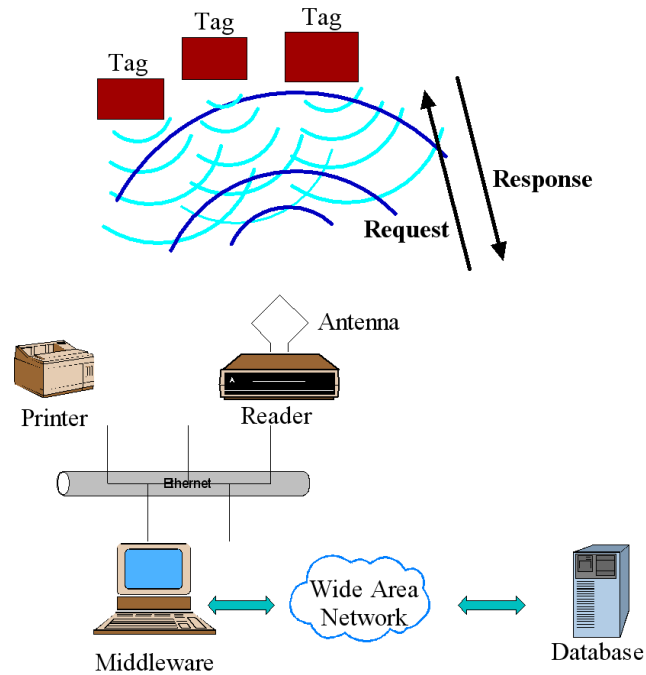 Tag
Tag
Tag
Response
Request
Antenna
Printer
Reader
Ethernet
Wide Area
Network
Middleware
Database